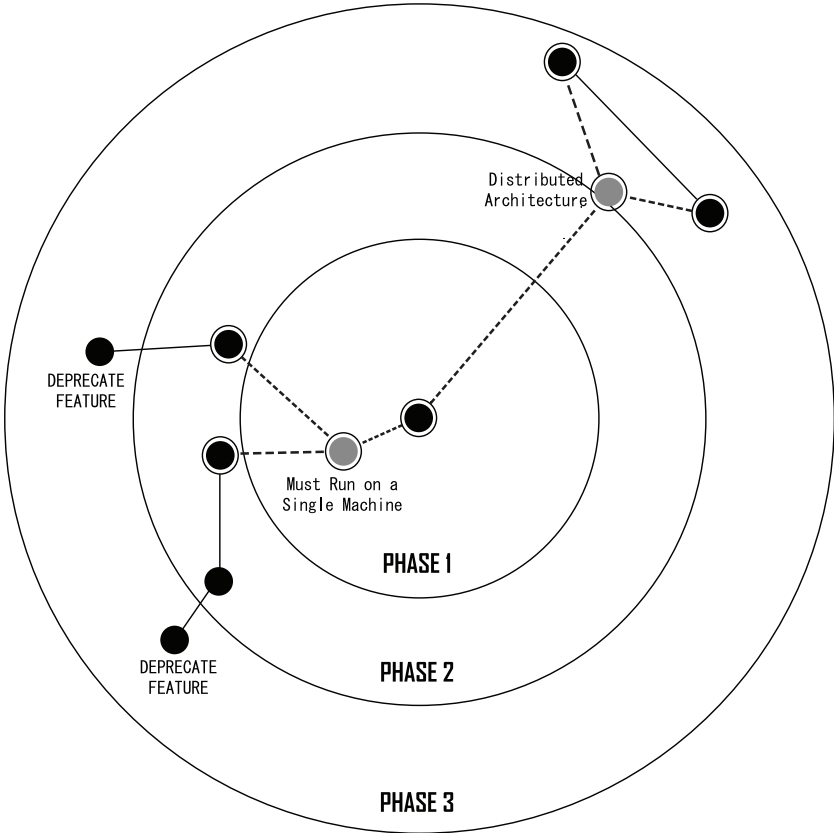 Distributed
Architecture
DEPRECATE
FEATURE
Must Run on a
Single Machine
PHASE 1
DEPRECATE
FEATURE
PHASE 2
PHASE 3